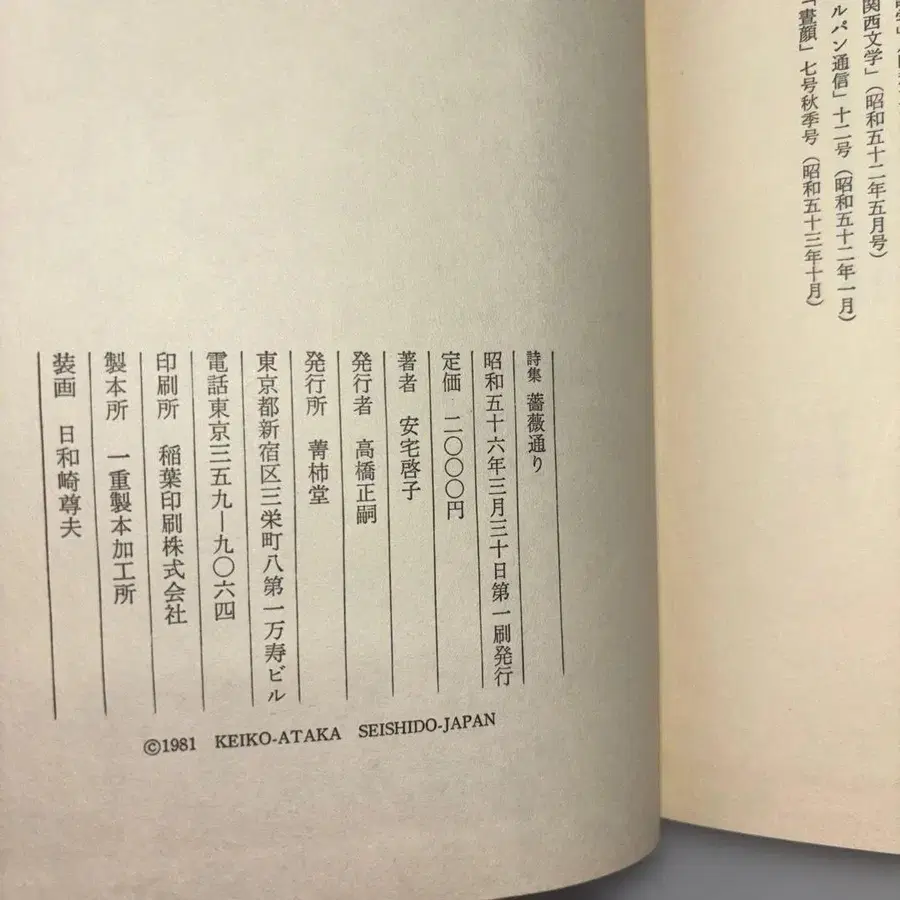 関西文学」(昭和五十二年五月号)
ルパン通信」十二号(昭和五十二年一月)
「晝顔」七号秋季号(昭和五十三年十月)
詩集 薔薇通り
昭和五十六年三月三十日第一刷発行
定価 二〇〇〇円
著者 安宅啓子
発行者 高橋正嗣
発行所 菁柿堂
東京都新宿区三栄町八第一万寿ビル
電話東京三五九ー九〇六四
印刷所 稲葉印刷株式会社
製本所 一重製本加工所
装画 日和崎尊夫
©1981 KEIKO-ATAKA SEISHIDO-JAPAN